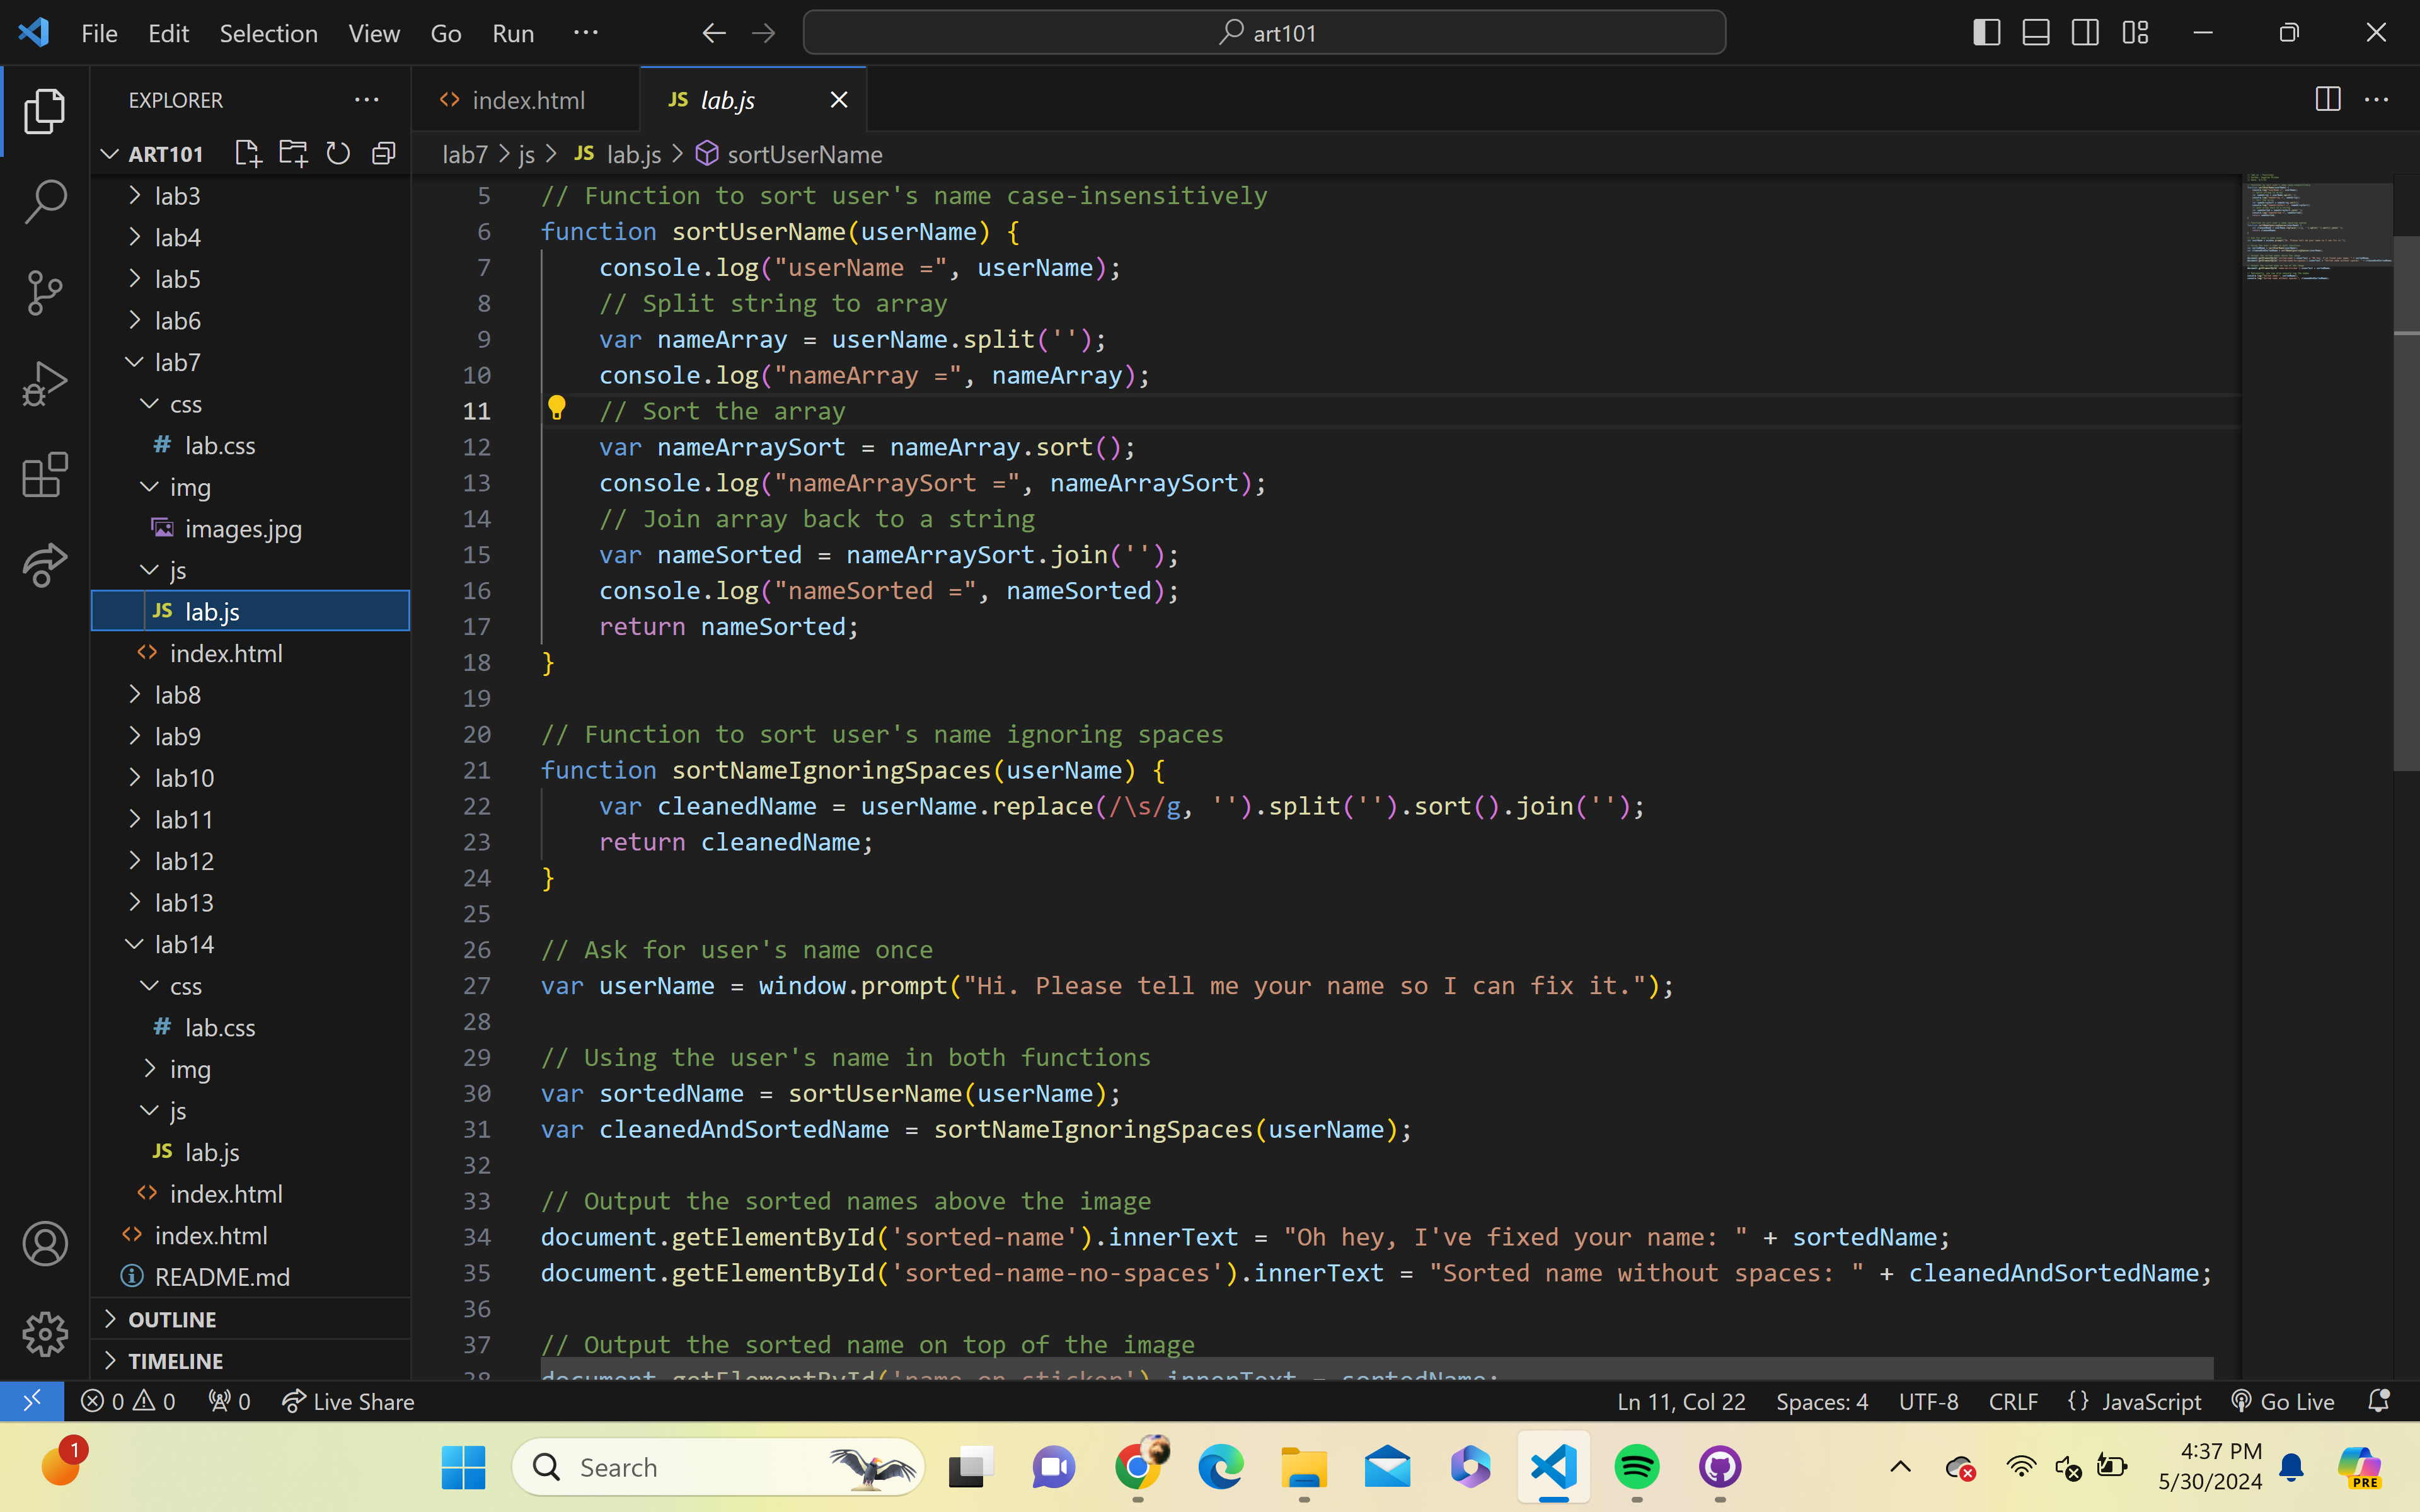 File Edit Selection View Go Run ··· art101
EXPLORER ···
ART101
lab3
lab4
lab5
lab6
lab7
css
# lab.css
img
images.jpg
js
JS lab.js
<> index.html
lab8
lab9
lab10
lab11
lab12
lab13
lab14
css
# lab.css
img
js
JS lab.js
<> index.html
<> index.html
README.md
OUTLINE
TIMELINE
<> index.html JS lab.js
lab7 > js > JS lab.js > sortUserName
5 // Function to sort user's name case-insensitively
6 function sortUserName(userName) {
7 console.log("userName =", userName);
8 // Split string to array
9 var nameArray = userName.split('');
10 console.log("nameArray =", nameArray);
11 // Sort the array
12 var nameArraySort = nameArray.sort();
13 console.log("nameArraySort =", nameArraySort);
14 // Join array back to a string
15 var nameSorted = nameArraySort.join('');
16 console.log("nameSorted =", nameSorted);
17 return nameSorted;
18 }
19
20 // Function to sort user's name ignoring spaces
21 function sortNameIgnoringSpaces(userName) {
22 var cleanedName = userName.replace(/\s/g, '').split('').sort().join('');
23 return cleanedName;
24 }
25
26 // Ask for user's name once
27 var userName = window.prompt("Hi. Please tell me your name so I can fix it.");
28
29 // Using the user's name in both functions
30 var sortedName = sortUserName(userName);
31 var cleanedAndSortedName = sortNameIgnoringSpaces(userName);
32
33 // Output the sorted names above the image
34 document.getElementById('sorted-name').innerText = "Oh hey, I've fixed your name: " + sortedName;
35 document.getElementById('sorted-name-no-spaces').innerText = "Sorted name without spaces: " + cleanedAndSortedName;
36
37 // Output the sorted name on top of the image
38 document.getElementById('name-on-sticker').innerText = sortedName;
0 0 0 Live Share Ln 11, Col 22 Spaces: 4 UTF-8 CRLF {} JavaScript Go Live
1 Search 4:37 PM
5/30/2024 PRE